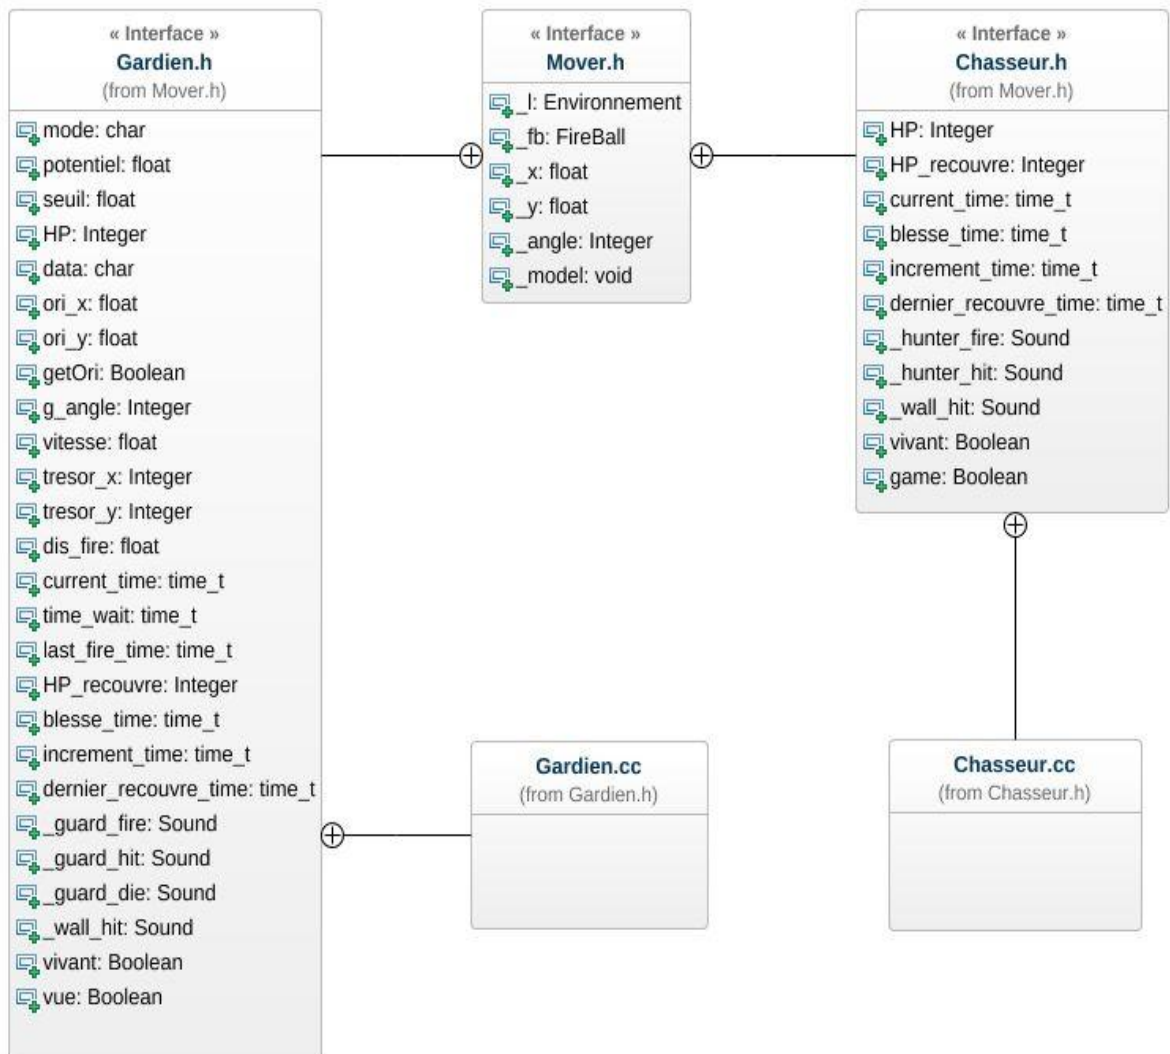 « Interface »
Gardien.h
(from Mover.h)
mode: char
potentiel: float
seuil: float
HP: Integer
data: char
ori_x: float
ori_y: float
getOri: Boolean
g_angle: Integer
vitesse: float
tresor_x: Integer
tresor_y: Integer
dis_fire: float
current_time: time_t
time_wait: time_t
last_fire_time: time_t
HP_recouvre: Integer
blesse_time: time_t
increment_time: time_t
dernier_recouvre_time: time_t
_guard_fire: Sound
_guard_hit: Sound
_guard_die: Sound
_wall_hit: Sound
vivant: Boolean
vue: Boolean
« Interface »
Mover.h
_l: Environnement
_fb: FireBall
_x: float
_y: float
_angle: Integer
_model: void
« Interface »
Chasseur.h
(from Mover.h)
HP: Integer
HP_recouvre: Integer
current_time: time_t
blesse_time: time_t
increment_time: time_t
dernier_recouvre_time: time_t
_hunter_fire: Sound
_hunter_hit: Sound
_wall_hit: Sound
vivant: Boolean
game: Boolean
Gardien.cc
(from Gardien.h)
Chasseur.cc
(from Chasseur.h)